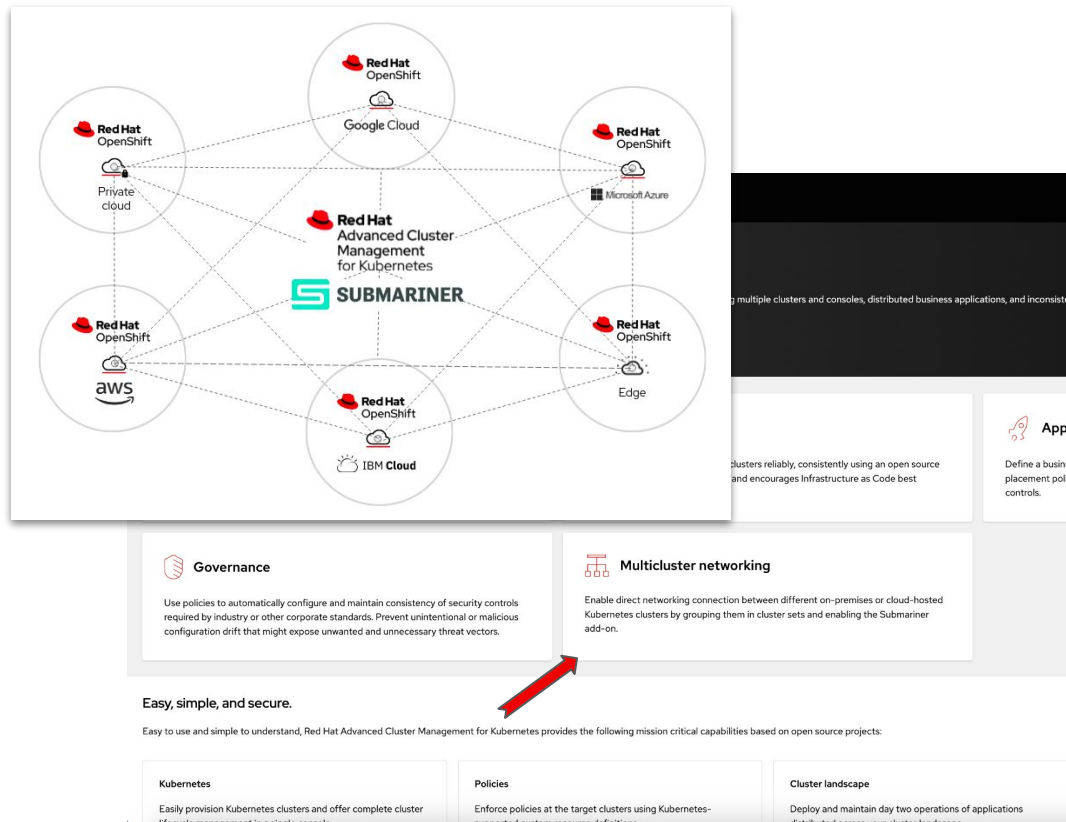 Red Hat
OpenShift
Google Cloud
Red Hat
OpenShift
Private
cloud
Red Hat
OpenShift
Microsoft Azure
Red Hat
Advanced Cluster
Management
for Kubernetes
SUBMARINER
Red Hat
OpenShift
aws
Red Hat
OpenShift
Edge
Red Hat
OpenShift
IBM Cloud
multiple clusters and consoles, distributed business applications, and
clusters reliably, consistently using an open source
and encourages Infrastructure as Code best
App
Define a busin
placement pol
controls.
Governance
Use policies to automatically configure and maintain consistency of security controls
required by industry or other corporate standards. Prevent unintentional or malicious
configuration drift that might expose unwanted and unnecessary threat vectors.
Multicluster networking
Enable direct networking connection between different on-premises or cloud-hosted
Kubernetes clusters by grouping them in cluster sets and enabling the Submariner
add-on.
Easy, simple, and secure.
Easy to use and simple to understand, Red Hat Advanced Cluster Management for Kubernetes provides the following mission critical capabilities based on open source projects:
Kubernetes
Easily provision Kubernetes clusters and offer complete cluster
Policies
Enforce policies at the target clusters using Kubernetes-
Cluster landscape
Deploy and maintain day two operations of applications